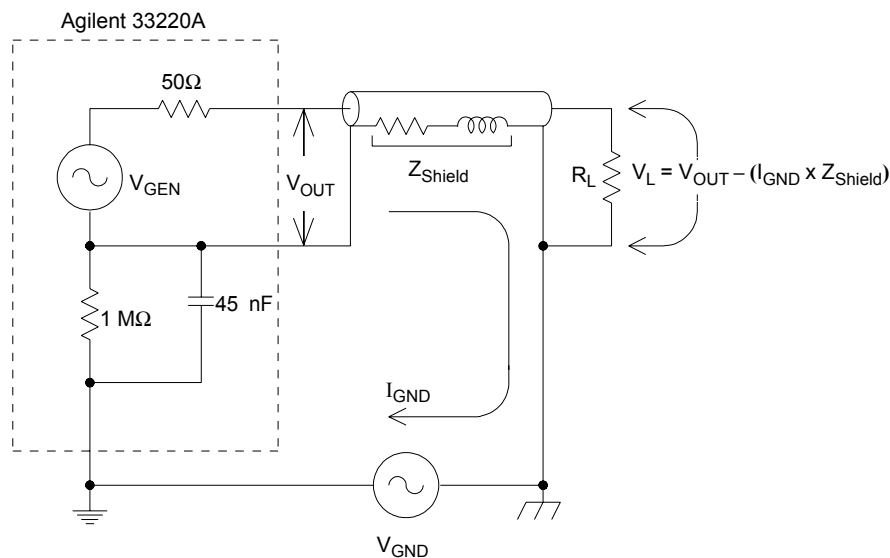 Agilent 33220A
50Ω
V_GEN
V_OUT
Z_Shield
R_L
V_L = V_OUT – (I_GND x Z_Shield)
1 MΩ
45 nF
I_GND
V_GND